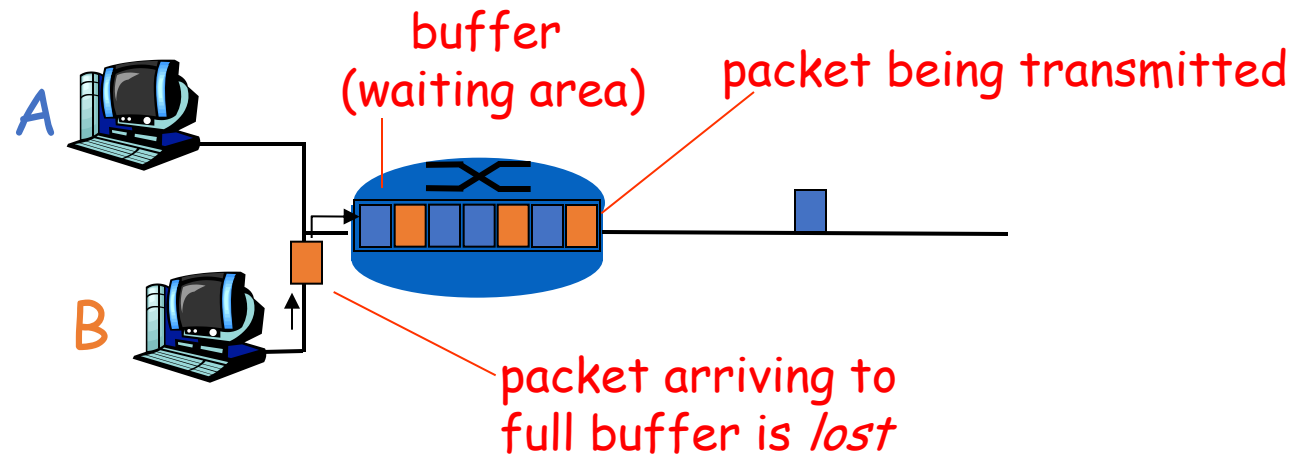 buffer
(waiting area)
packet being transmitted
A
B
packet arriving to
full buffer is lost